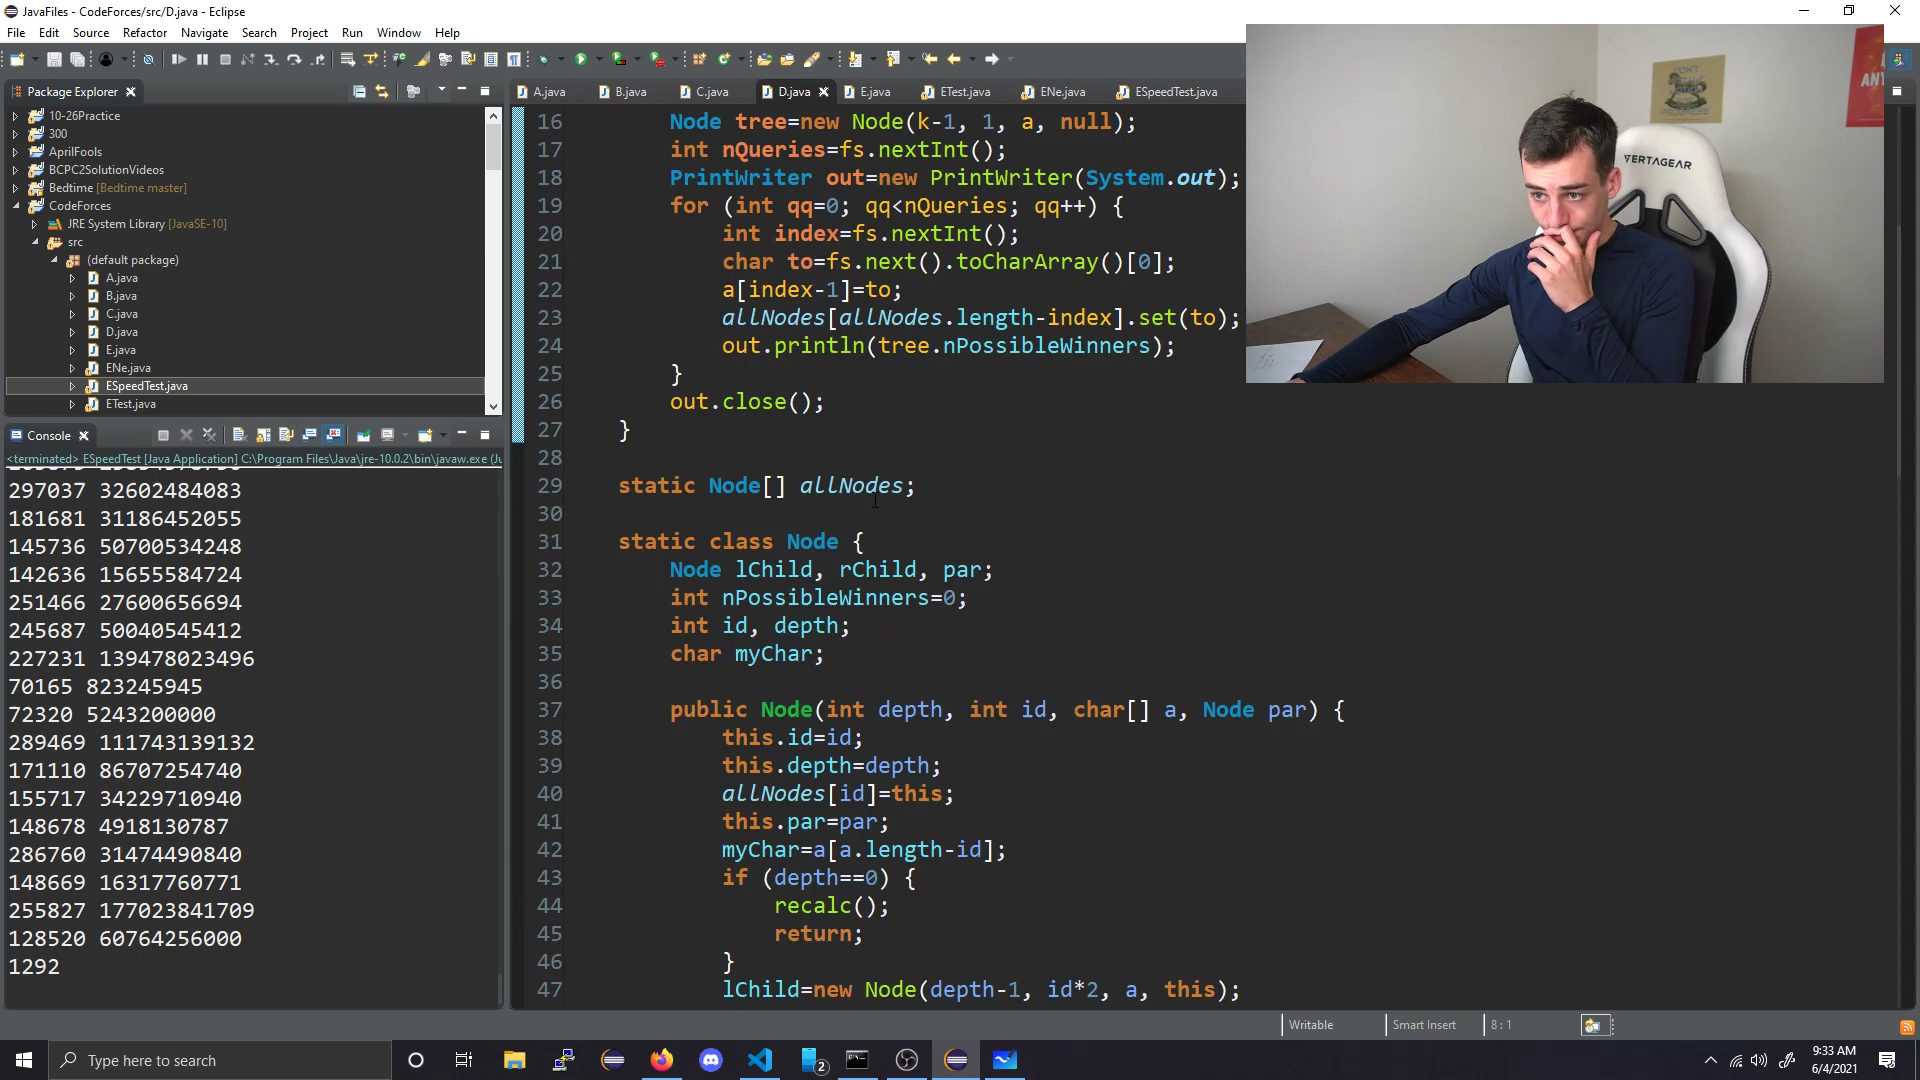 JavaFiles - CodeForces/src/D.java - Eclipse
File Edit Source Refactor Navigate Search Project Run Window Help
Package Explorer
10-26Practice
300
AprilFools
BCPC2SolutionVideos
Bedtime [Bedtime master]
CodeForces
JRE System Library [JavaSE-10]
src
(default package)
A.java
B.java
C.java
D.java
E.java
ENe.java
ESpeedTest.java
ETest.java
Console
<terminated> ESpeedTest [Java Application] C:\Program Files\Java\jre-10.0.2\bin\javaw.exe (Ju
297037 32602484083
181681 31186452055
145736 50700534248
142636 15655584724
251466 27600656694
245687 50040545412
227231 139478023496
70165 823245945
72320 5243200000
289469 111743139132
171110 86707254740
155717 34229710940
148678 4918130787
286760 31474490840
148669 16317760771
255827 177023841709
128520 60764256000
1292
A.java B.java C.java D.java E.java ETest.java ENe.java ESpeedTest.java
16 Node tree=new Node(k-1, 1, a, null);
17 int nQueries=fs.nextInt();
18 PrintWriter out=new PrintWriter(System.out);
19 for (int qq=0; qq<nQueries; qq++) {
20 int index=fs.nextInt();
21 char to=fs.next().toCharArray()[0];
22 a[index-1]=to;
23 allNodes[allNodes.length-index].set(to);
24 out.println(tree.nPossibleWinners);
25 }
26 out.close();
27 }
28
29 static Node[] allNodes;
30
31 static class Node {
32 Node lChild, rChild, par;
33 int nPossibleWinners=0;
34 int id, depth;
35 char myChar;
36
37 public Node(int depth, int id, char[] a, Node par) {
38 this.id=id;
39 this.depth=depth;
40 allNodes[id]=this;
41 this.par=par;
42 myChar=a[a.length-id];
43 if (depth==0) {
44 recalc();
45 return;
46 }
47 lChild=new Node(depth-1, id*2, a, this);
VERTAGEAR
Writable Smart Insert 8 : 1
Type here to search
2
9:33 AM
6/4/2021